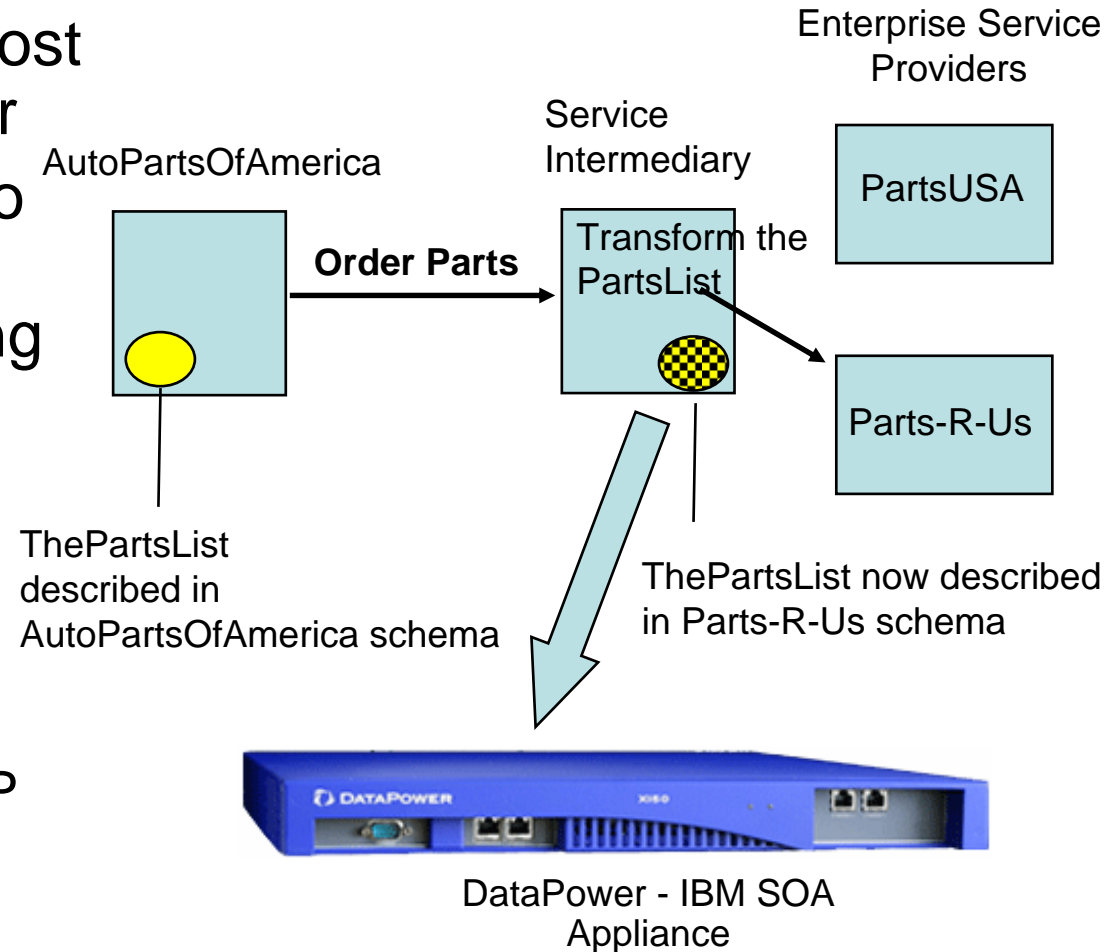 ost
r
o
ng
P
Enterprise Service
Providers
Service
Intermediary
AutoPartsOfAmerica
PartsUSA
Transform the
PartsList
Order Parts
Parts-R-Us
ThePartsList
described in
AutoPartsOfAmerica schema
ThePartsList now described
in Parts-R-Us schema
DATAPOWER
XI50
DataPower - IBM SOA
Appliance